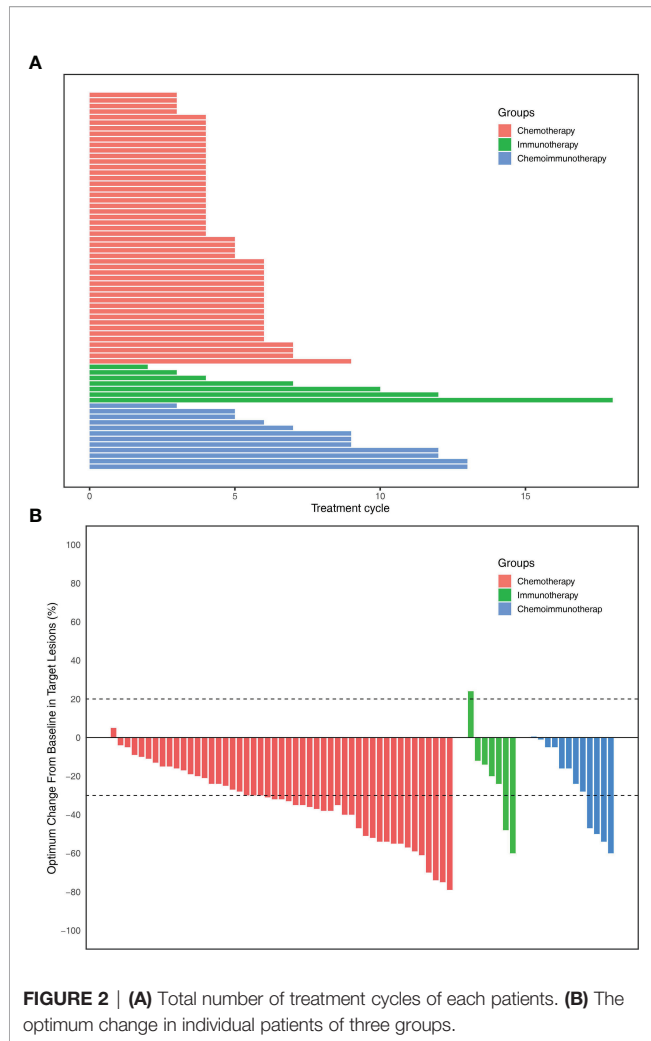 A
Groups
Chemotherapy
Immunotherapy
Chemoimmunotherapy
0
5
10
15
Treatment cycle
B
Optimum Change From Baseline in Target Lesions (%)
100
80
60
40
20
0
−20
−40
−60
−80
−100
Groups
Chemotherapy
Immunotherapy
Chemoimmunotherap
FIGURE 2 | (A) Total number of treatment cycles of each patients. (B) The
optimum change in individual patients of three groups.